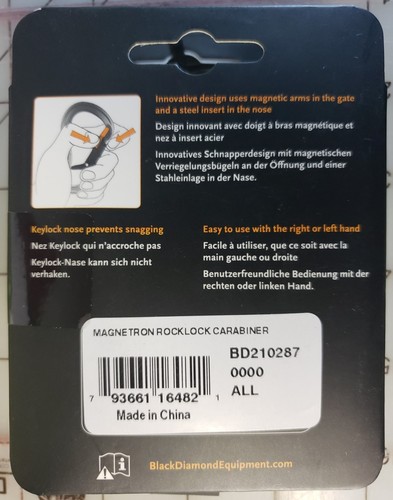 Innovative design uses magnetic arms in the gate
and a steel insert in the nose
Design innovant avec doigt à bras magnétique et
nez à insert acier
Innovatives Schnapperdesign mit magnetischen
Verriegelungsbügeln an der Öffnung und einer
Stahleinlage in der Nase.
Keylock nose prevents snagging
Nez Keylock qui n'accroche pas
Keylock-Nase kann sich nicht
verhaken.
Easy to use with the right or left hand
Facile à utiliser, que ce soit avec la
main gauche ou droite
Benutzerfreundliche Bedienung mit der
rechten oder linken Hand.
MAGNETRON ROCKLOCK CARABINER
BD210287
0000
ALL
7 93661 16482 1
Made in China
BlackDiamondEquipment.com